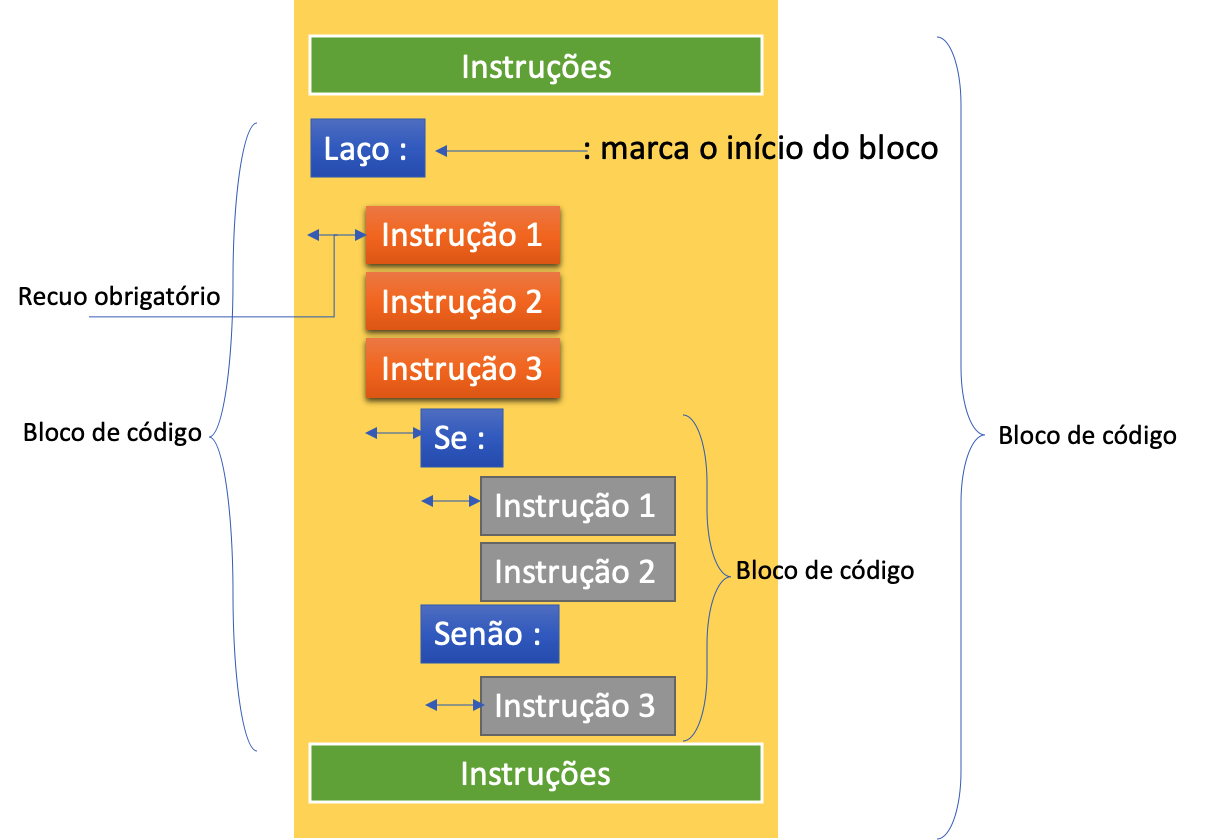 Instruções
Laço :
: marca o início do bloco
Instrução 1
Recuo obrigatório
Instrução 2
Instrução 3
Bloco de código
Se :
Bloco de código
Instrução 1
Instrução 2
Bloco de código
Senão :
Instrução 3
Instruções